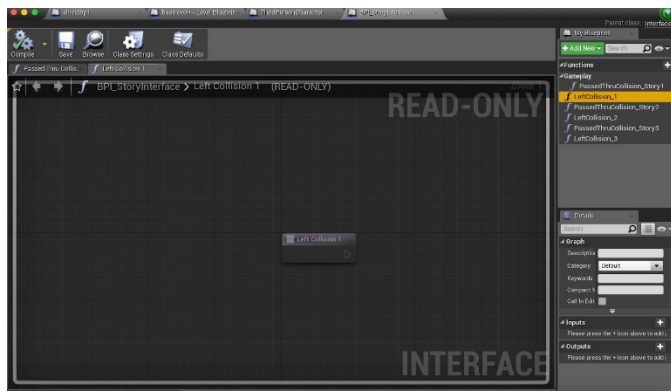 ThirdPersonCharacter
Parent class: Interface
My Blueprint
Compile
Save
Browse
Class Settings
Class Defaults
+ Add New
Search
Passed Thru Collis
Left Collision 1
Functions
BPI_StoryInterface > Left Collision 1 (READ-ONLY)
READ-ONLY
Gameplay
PassedThruCollision_Story1
LeftCollision_1
PassedThruCollision_Story2
LeftCollision_2
PassedThruCollision_Story3
LeftCollision_3
Left Collision 1
Details
Search
Graph
Category
Default
Keywords
Compact N
Call In Edit
Inputs
Please press the + icon above to add
Outputs
Please press the + icon above to add
INTERFACE